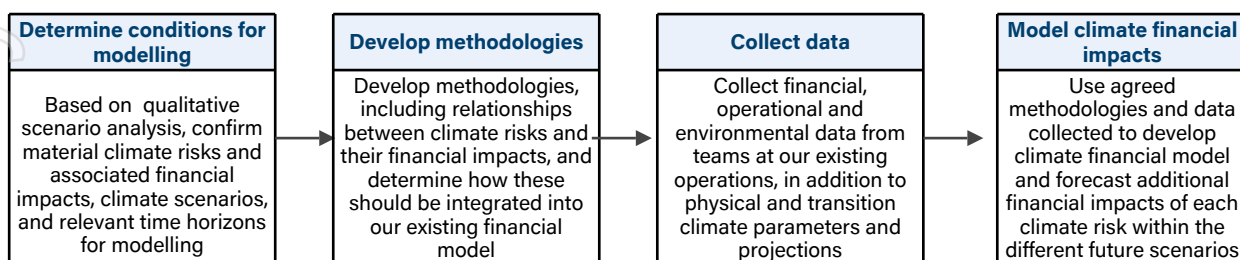 Determine conditions for
modelling
Based on qualitative
scenario analysis, confirm
material climate risks and
associated financial
impacts, climate scenarios,
and relevant time horizons
for modelling
Develop methodologies
Develop methodologies,
including relationships
between climate risks and
their financial impacts, and
determine how these
should be integrated into
our existing financial
model
Collect data
Collect financial,
operational and
environmental data from
teams at our existing
operations, in addition to
physical and transition
climate parameters and
projections
Model climate financial
impacts
Use agreed
methodologies and data
collected to develop
climate financial model
and forecast additional
financial impacts of each
climate risk within the
different future scenarios